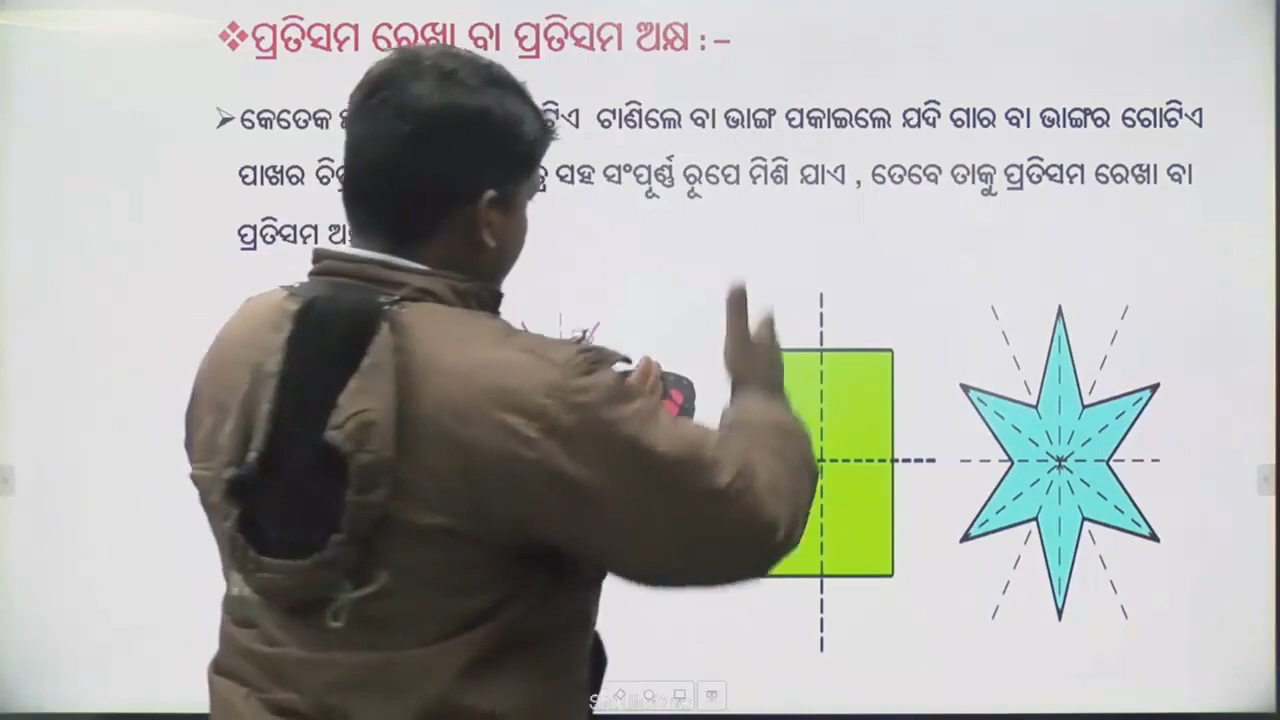 ❖ପ୍ରତିସମ ରେଖା ବା ପ୍ରତିସମ ଅକ୍ଷ : –
➢କେତେକ ଟାଣିଲେ ବା ଭାଙ୍ଗ ପକାଇଲେ ଯଦି ଗାର ବା ଭାଙ୍ଗର ଗୋଟିଏ
ପାଖର ସହ ସଂପୂର୍ଣ୍ଣ ରୂପେ ମିଶି ଯାଏ , ତେବେ ତାକୁ ପ୍ରତିସମ ରେଖା ବା
ପ୍ରତିସମ